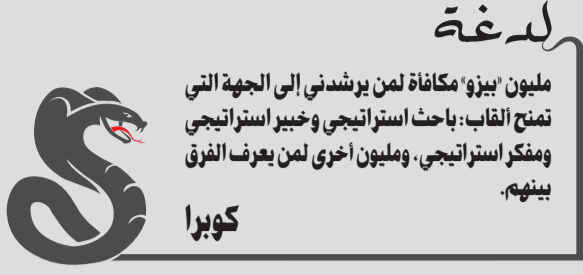 لدغة
مليون «بيزو» مكافأة لمن يرشدني إلى الجهة التي
تمنح ألقاب: باحث استراتيجي وخبير استراتيجي
ومفكر استراتيجي، ومليون أخرى لمن يعرف الفرق
بينهم.
كوبرا